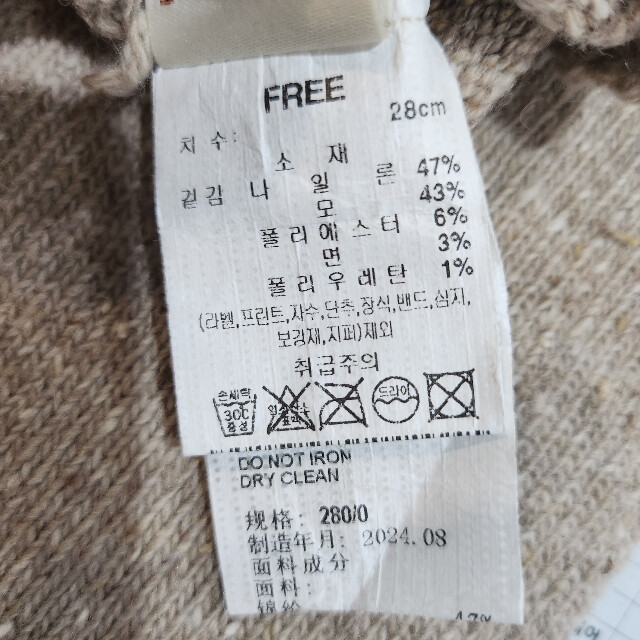 FREE
치수: 28cm
소 재
겉감 나 일 론 47%
모 43%
폴 리 에 스 터 6%
면 3%
폴 리 우 레 탄 1%
(라벨,프린트,자수,단추,장식,배드,심지,
보강재,지퍼)제외
취급주의
손세탁
30℃
중성
드라이
DO NOT IRON
DRY CLEAN
规格: 280/0
制造年月: 2024.08
面料成分
面料:
47%